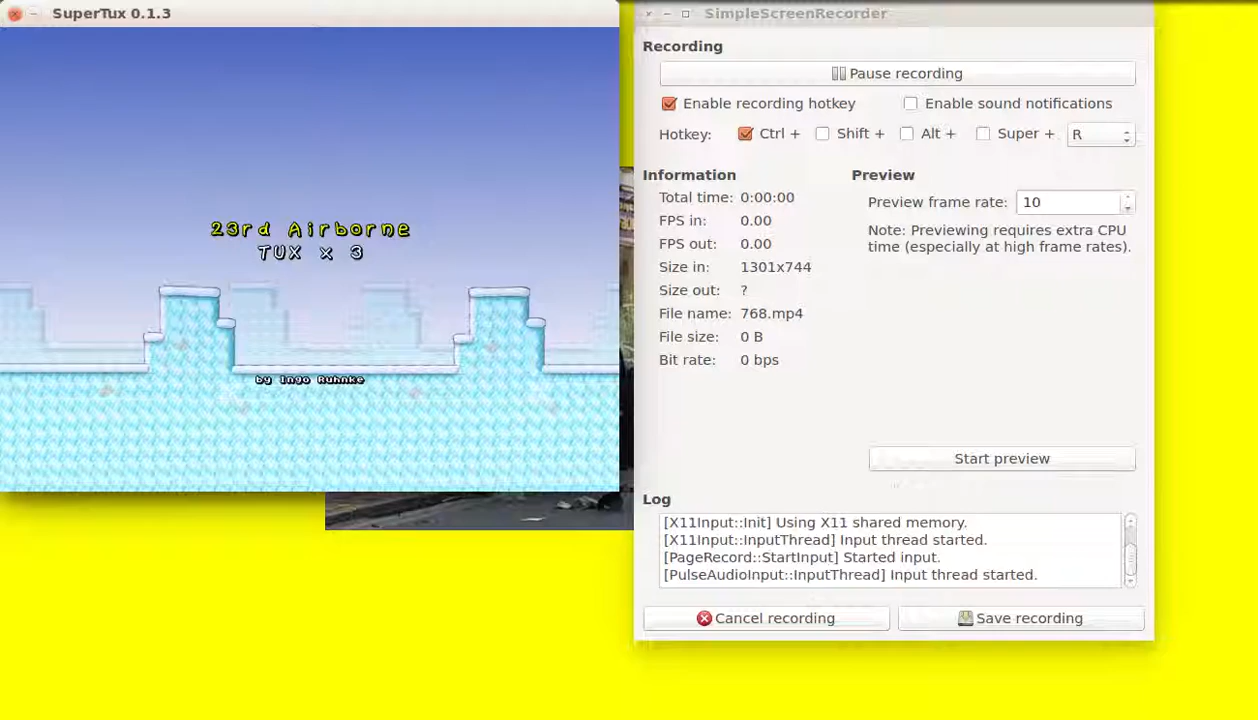 SuperTux 0.1.3
23rd Airborne
TUX x 3
by Ingo Ruhnke
SimpleScreenRecorder
Recording
Pause recording
Enable recording hotkey
Enable sound notifications
Hotkey: Ctrl + Shift + Alt + Super + R
Information
Total time: 0:00:00
FPS in: 0.00
FPS out: 0.00
Size in: 1301x744
Size out: ?
File name: 768.mp4
File size: 0 B
Bit rate: 0 bps
Preview
Preview frame rate: 10
Note: Previewing requires extra CPU
time (especially at high frame rates).
Start preview
Log
[X11Input::Init] Using X11 shared memory.
[X11Input::InputThread] Input thread started.
[PageRecord::StartInput] Started input.
[PulseAudioInput::InputThread] Input thread started.
Cancel recording
Save recording